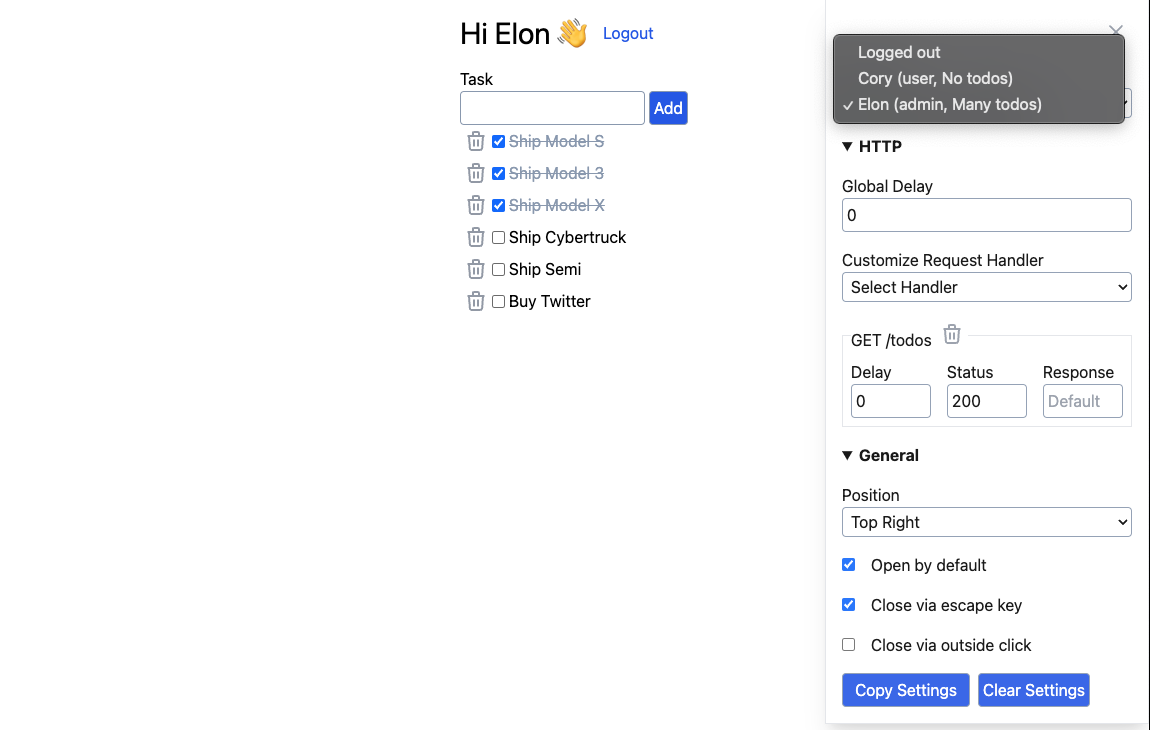 Hi Elon 👋 Logout
Task
Add
Ship Model S
Ship Model 3
Ship Model X
Ship Cybertruck
Ship Semi
Buy Twitter
Logged out
Cory (user, No todos)
✓ Elon (admin, Many todos)
▼ HTTP
Global Delay
0
Customize Request Handler
Select Handler
GET /todos
Delay Status Response
0 200 Default
▼ General
Position
Top Right
Open by default
Close via escape key
Close via outside click
Copy Settings Clear Settings